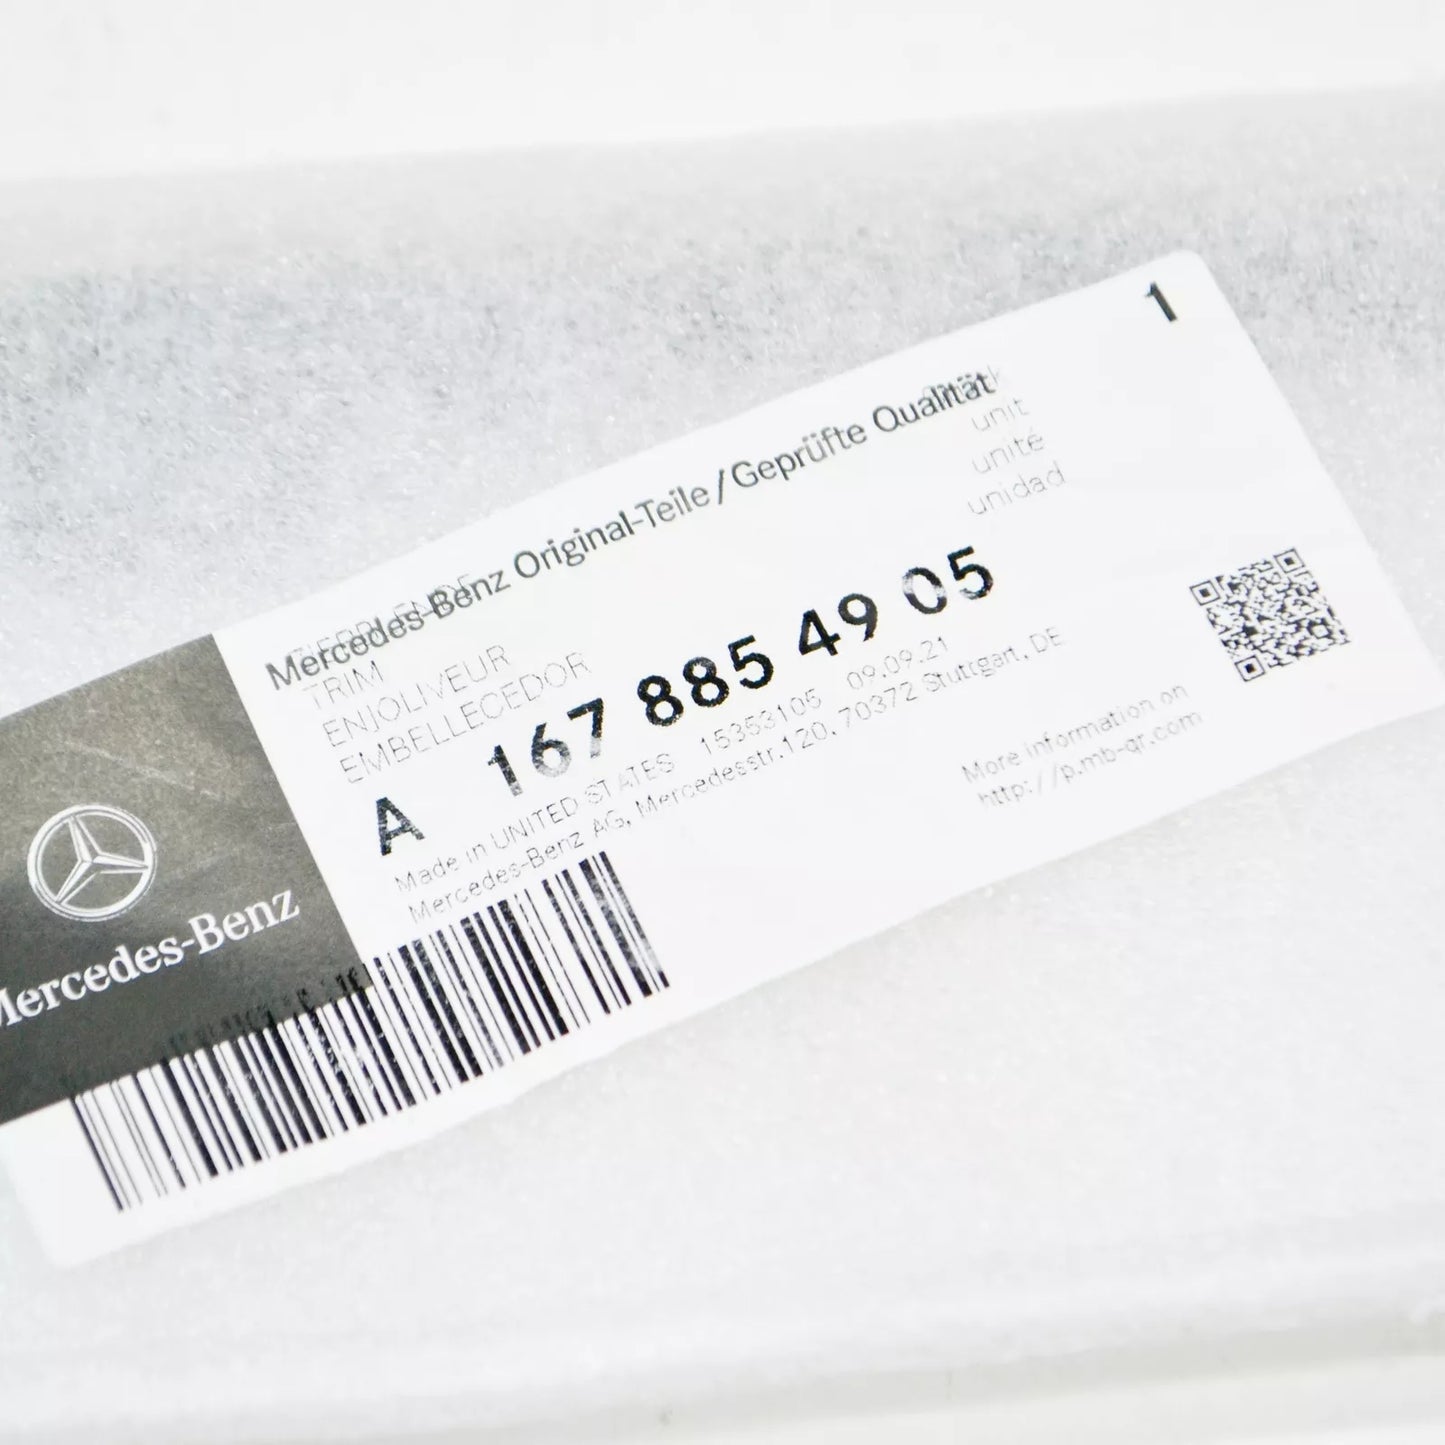 1
Mercedes-Benz Original-Teile/Geprüfte Qualität
unit
unité
unidad
TRIM
ENJOLIVEUR
EMBELLECEDOR
A 167 885 49 05
Made in UNITED STATES 15353105 09.09.21
Mercedes-Benz AG, Mercedesstr.120, 70372 Stuttgart, DE
More information on
http://p.mb-qr.com
Mercedes-Benz